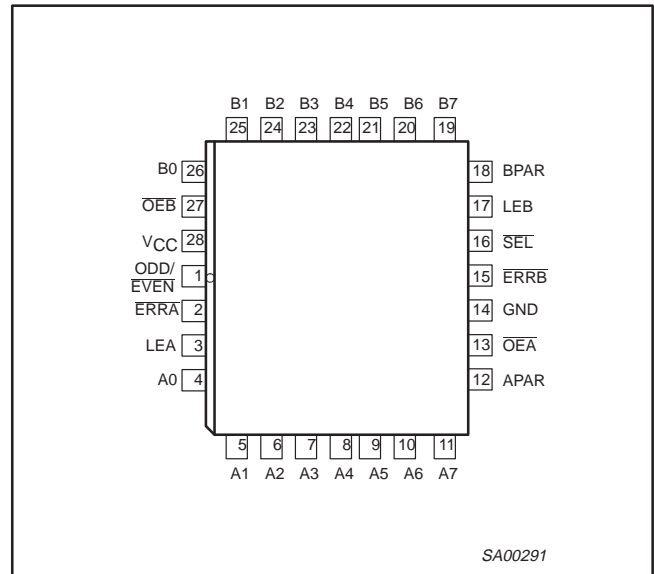 B1 B2 B3 B4 B5 B6 B7
25 24 23 22 21 20 19
B0 26
18 BPAR
OEB 27
17 LEB
VCC 28
16 SEL
ODD/
EVEN 1
15 ERRB
ERRA 2
14 GND
LEA 3
13 OEA
A0 4
12 APAR
5 6 7 8 9 10 11
A1 A2 A3 A4 A5 A6 A7
SA00291